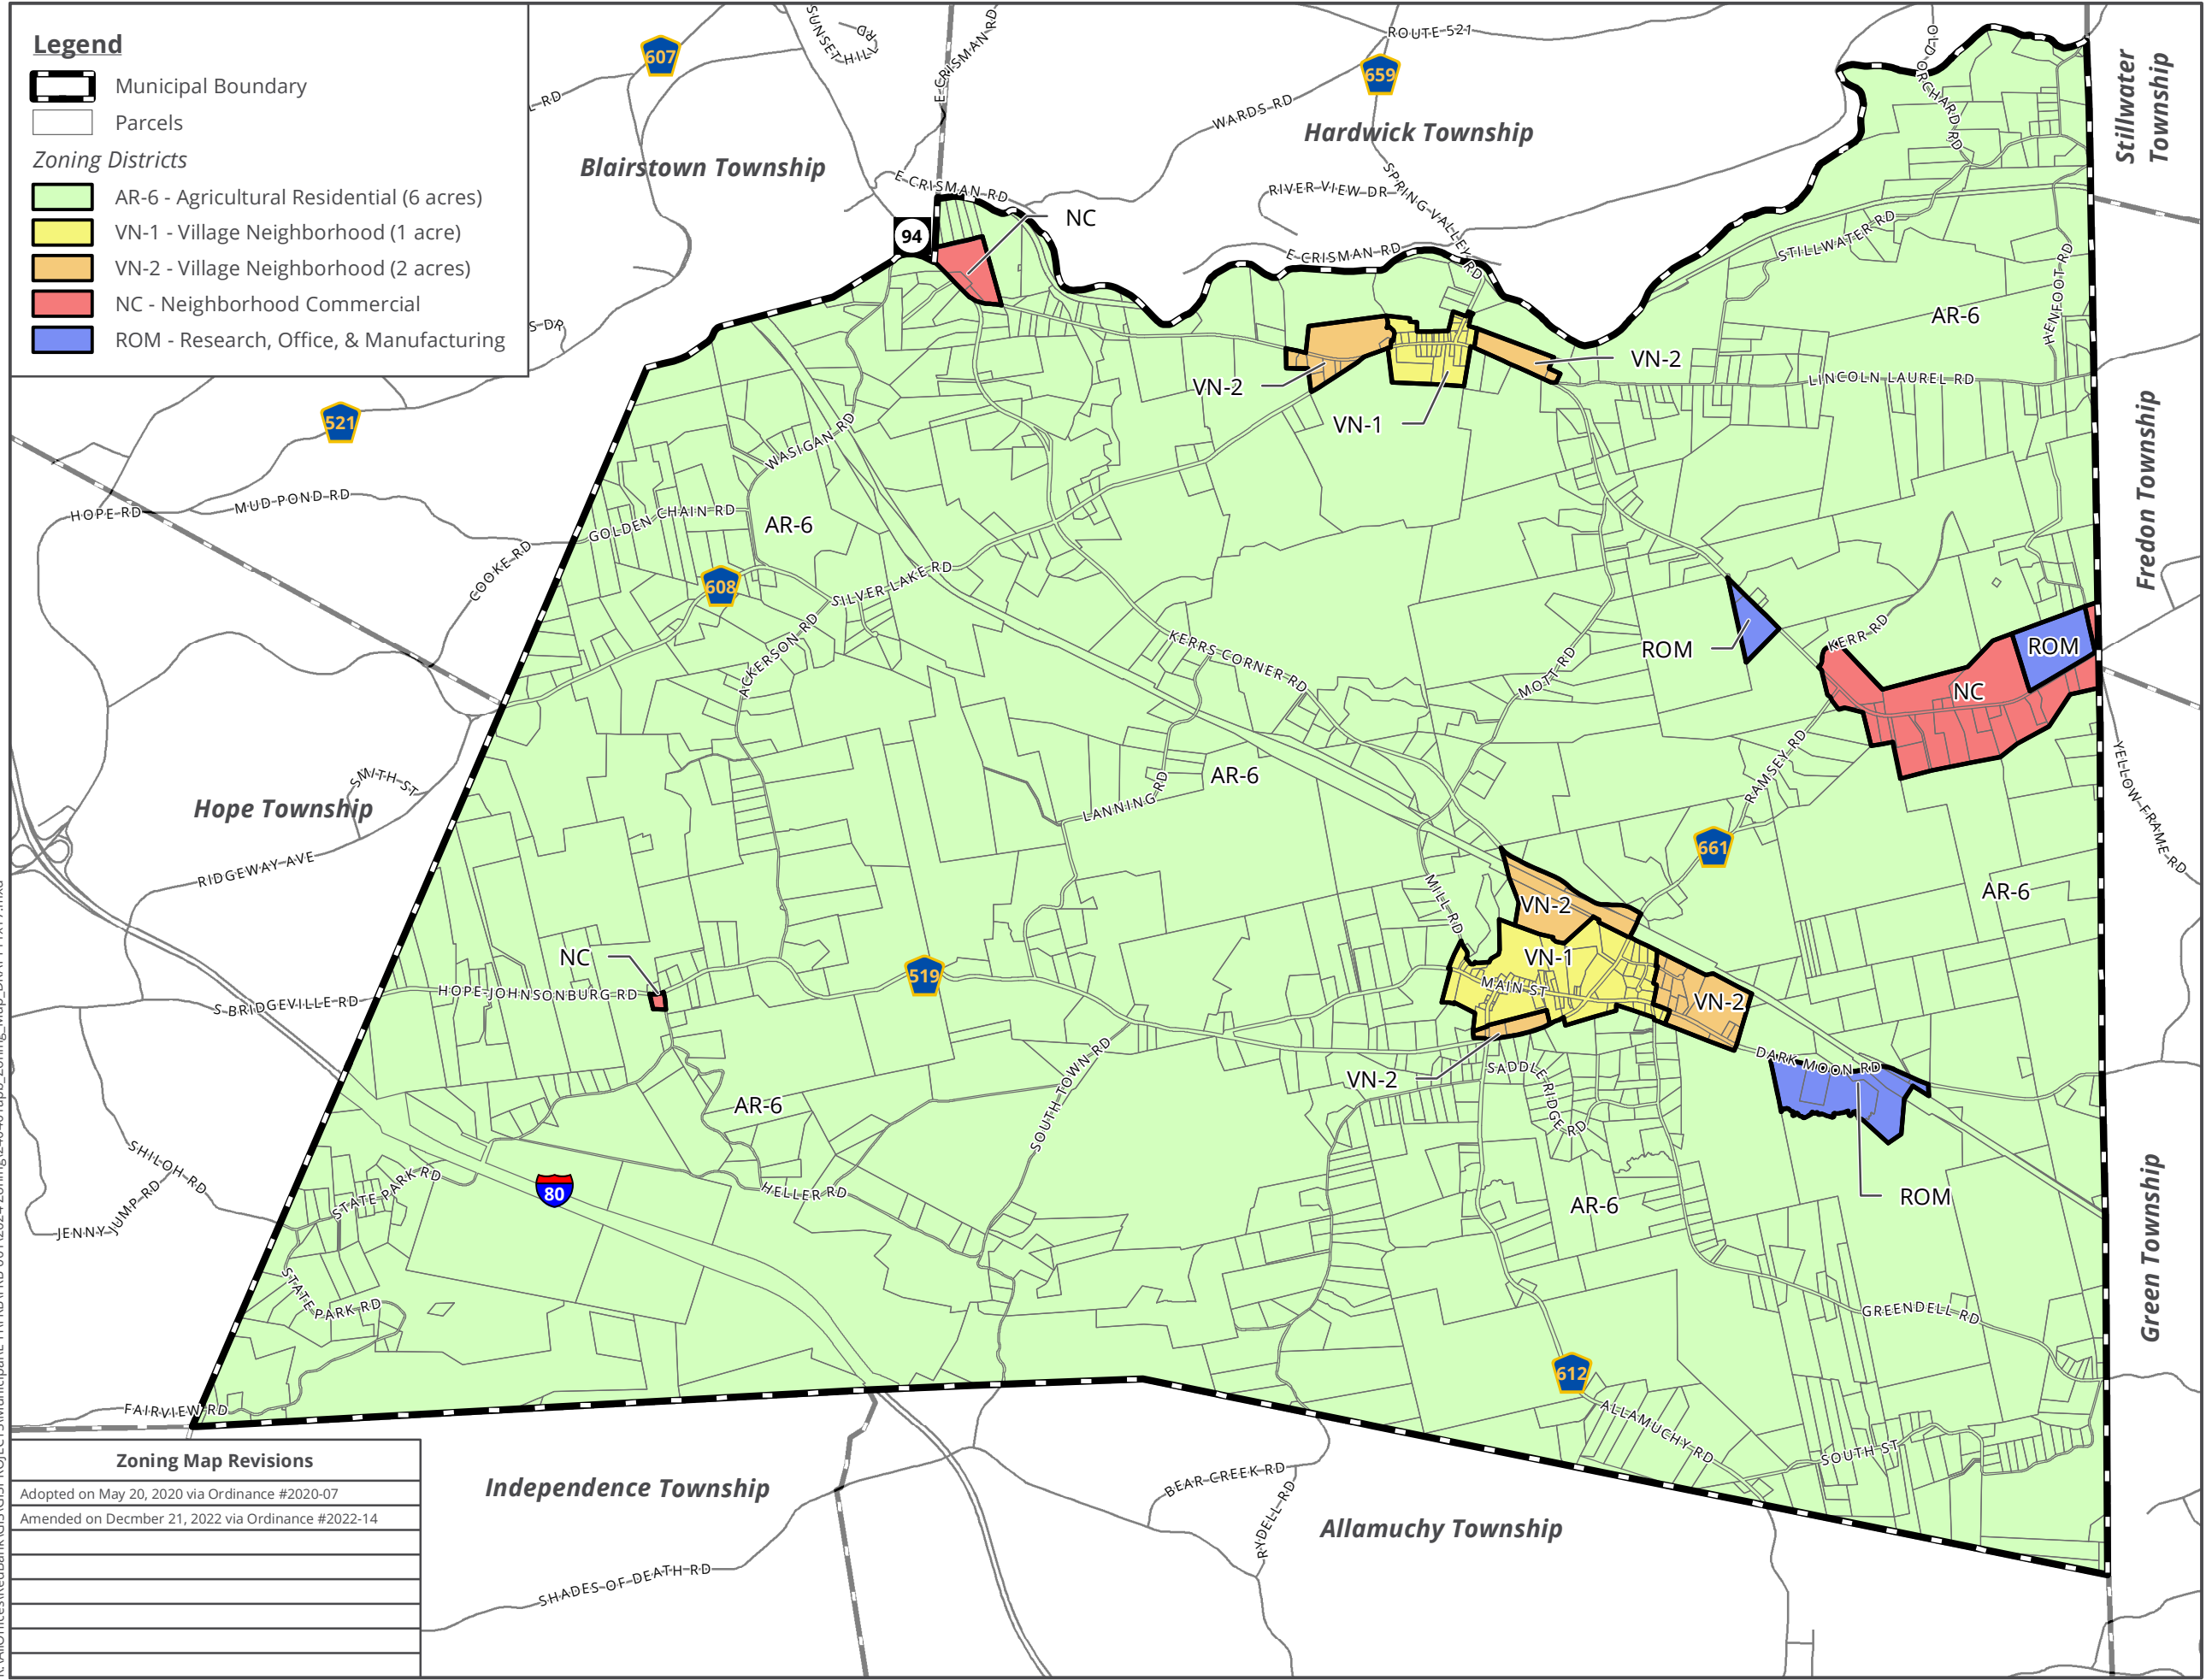 Legend
Municipal Boundary
Parcels
Zoning Districts
AR-6 - Agricultural Residential (6 acres)
VN-1 - Village Neighborhood (1 acre)
VN-2 - Village Neighborhood (2 acres)
NC - Neighborhood Commercial
ROM - Research, Office, & Manufacturing
607
SUNSET HILL RD
E CRISMAN RD
ROUTE 521
659
WARDS RD
Hardwick Township
Blairstown Township
OLD ORCHARD RD
Stillwater
Township
E CRISMAN RD
RIVER VIEW DR
SPRING VALLEY RD
NC
94
E CRISMAN RD
STILLWATER RD
HENFOOT RD
AR-6
VN-2
VN-2
VN-1
LINCOLN LAUREL RD
521
WASIGAN RD
MUD POND RD
HOPE RD
GOLDEN CHAIN RD
AR-6
COOKE RD
608
SILVER LAKE RD
Fredon Township
ACKERSON RD
KERRS CORNER RD
MOTT RD
ROM
KERR RD
ROM
NC
SMITH ST
Hope Township
AR-6
LANNING RD
RAMSEY RD
YELLOW FRAME RD
RIDGEWAY AVE
661
MILL RD
VN-2
AR-6
NC
519
VN-1
HOPE-JOHNSONBURG RD
MAIN ST
VN-2
S BRIDGEVILLE RD
SOUTH TOWN RD
VN-2
SADDLE RIDGE RD
DARK MOON RD
AR-6
SHILOH RD
JENNY JUMP RD
STATE PARK RD
80
HELLER RD
AR-6
ROM
Green Township
STATE PARK RD
GREENDELL RD
612
FAIRVIEW RD
ALLAMUCHY RD
SOUTH ST
Zoning Map Revisions
Adopted on May 20, 2020 via Ordinance #2020-07
Amended on Decmber 21, 2022 via Ordinance #2022-14
Independence Township
BEAR CREEK RD
RYDELL RD
Allamuchy Township
SHADES OF DEATH RD